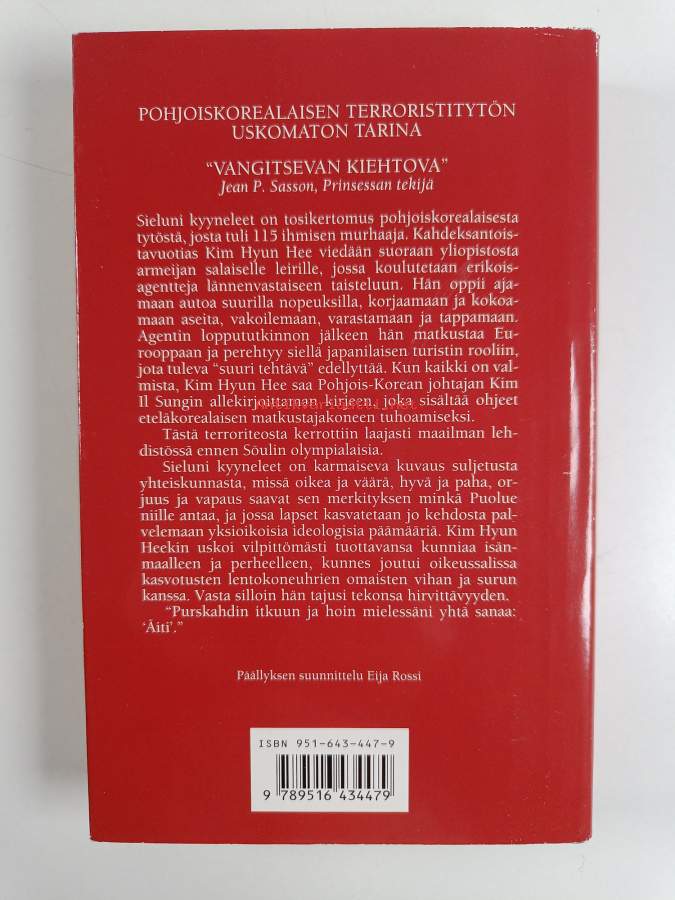 POHJOISKOREALAISEN TERRORISTITYTÖN
USKOMATON TARINA
“VANGITSEVAN KIEHTOVA”
Jean P. Sasson, Prinsessan tekijä
Sieluni kyyneleet on tosikertomus pohjoiskorealaisesta
tytöstä, josta tuli 115 ihmisen murhaaja. Kahdeksantois-
tavuotias Kim Hyun Hee viedään suoraan yliopistosta
armeijan salaiselle leirille, jossa koulutetaan erikois-
agentteja lännenvastaiseen taisteluun. Hän oppii aja-
maan autoa suurilla nopeuksilla, korjaamaan ja kokoa-
maan aseita, vakoilemaan, varastamaan ja tappamaan.
Agentin loppututkinnon jälkeen hän matkustaa Eu-
rooppaan ja perehtyy siellä japanilaisen turistin rooliin,
jota tuleva “suuri tehtävä” edellyttää. Kun kaikki on val-
mista, Kim Hyun Hee saa Pohjois-Korean johtajan Kim
Il Sungin allekirjoittaman kirjeen, joka sisältää ohjeet
eteläkorealaisen matkustajakoneen tuhoamiseksi.
Tästä terroriteosta kerrottiin laajasti maailman leh-
distössä ennen Söulin olympialaisia.
Sieluni kyyneleet on karmaiseva kuvaus suljetusta
yhteiskunnasta, missä oikea ja väärä, hyvä ja paha, or-
juus ja vapaus saavat sen merkityksen minkä Puolue
niille antaa, ja jossa lapset kasvatetaan jo kehdosta pal-
velemaan yksioikoisia ideologisia päämääriä. Kim Hyun
Heekin uskoi vilpittömästi tuottavansa kunniaa isän-
maalleen ja perheelleen, kunnes joutui oikeussalissa
kasvotusten lentokoneuhrien omaisten vihan ja surun
kanssa. Vasta silloin hän tajusi tekonsa hirvittävyyden.
“Purskahdin itkuun ja hoin mielessäni yhtä sanaa:
‘Äiti’.”
Päällyksen suunnittelu Eija Rossi
ISBN 951-643-447-9
9 789516 434479